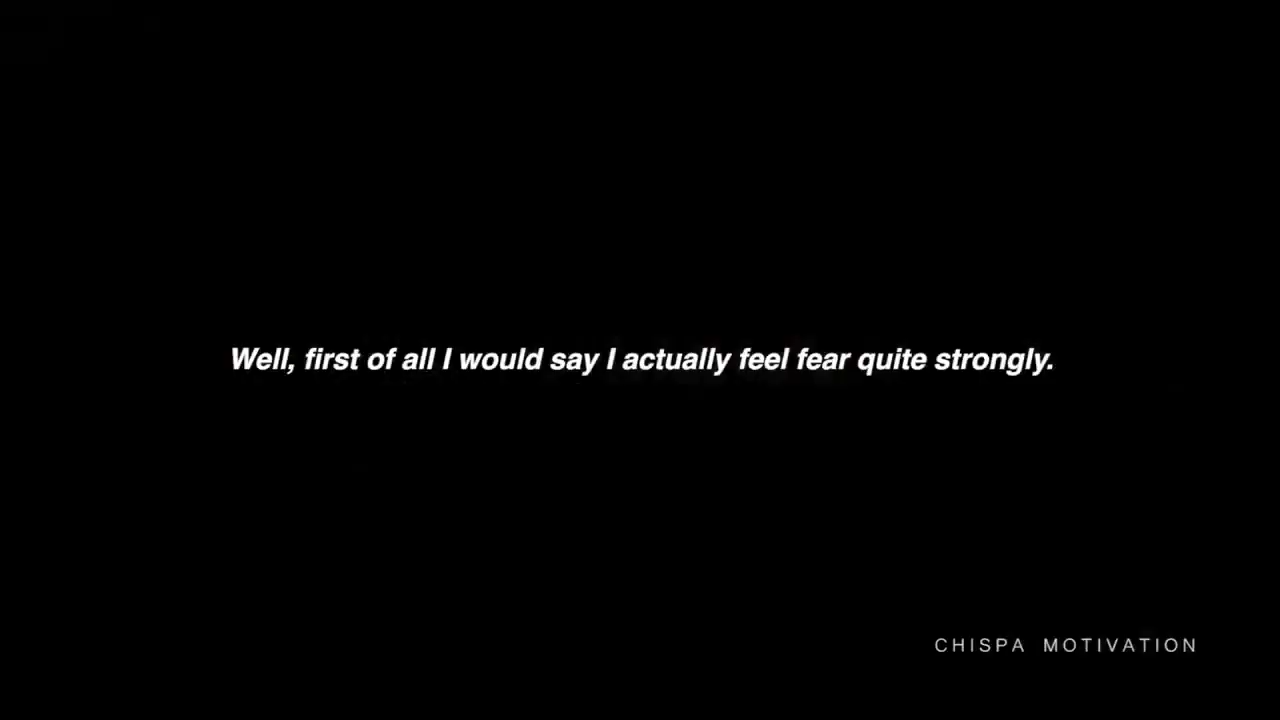 Well, first of all I would say I actually feel fear quite strongly.
CHISPA MOTIVATION